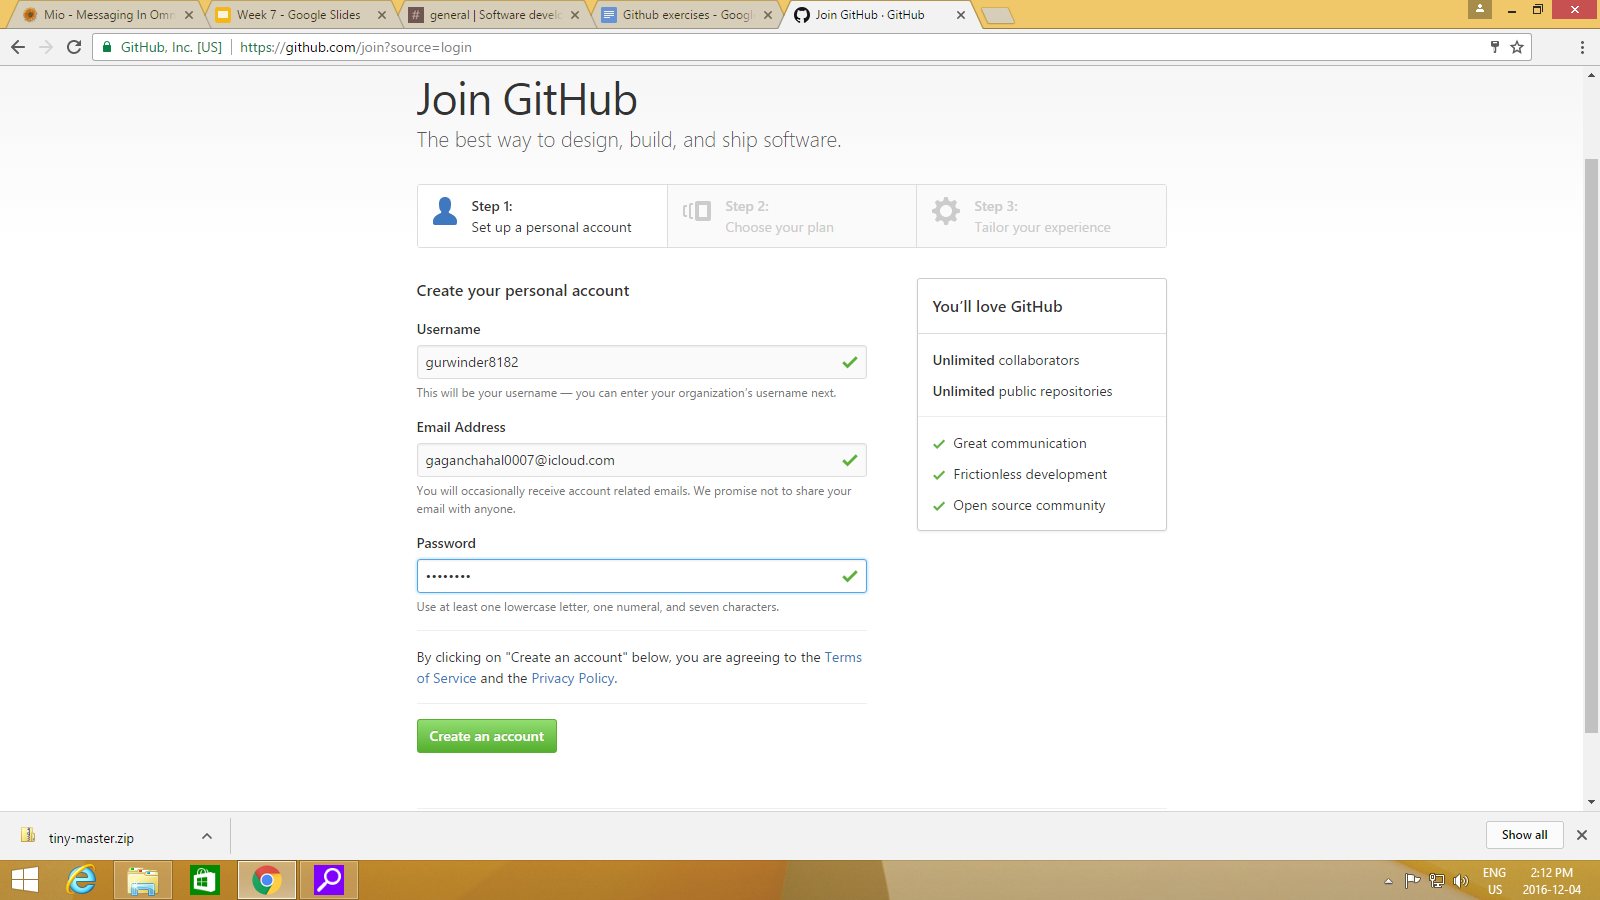 Mio - Messaging In Omn
Week 7 - Google Slides
general | Software develo
Github exercises - Googl
Join GitHub · GitHub
GitHub, Inc. [US]
https://github.com/join?source=login
Join GitHub
The best way to design, build, and ship software.
Step 1:
Set up a personal account
Step 2:
Choose your plan
Step 3:
Tailor your experience
Create your personal account
Username
gurwinder8182
This will be your username — you can enter your organization's username next.
Email Address
gaganchahal0007@icloud.com
You will occasionally receive account related emails. We promise not to share your
email with anyone.
Password
••••••••
Use at least one lowercase letter, one numeral, and seven characters.
By clicking on "Create an account" below, you are agreeing to the Terms
of Service and the Privacy Policy.
Create an account
You'll love GitHub
Unlimited collaborators
Unlimited public repositories
Great communication
Frictionless development
Open source community
tiny-master.zip
Show all
ENG
US
2:12 PM
2016-12-04